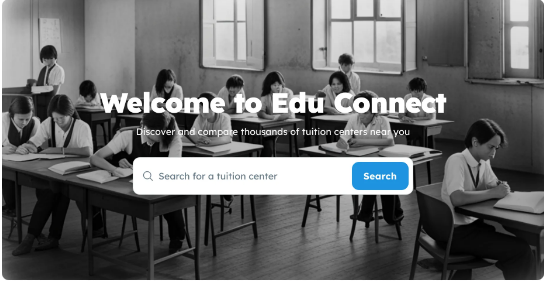 Welcome to Edu Connect
Discover and compare thousands of tuition centers near you
Search for a tuition center
Search